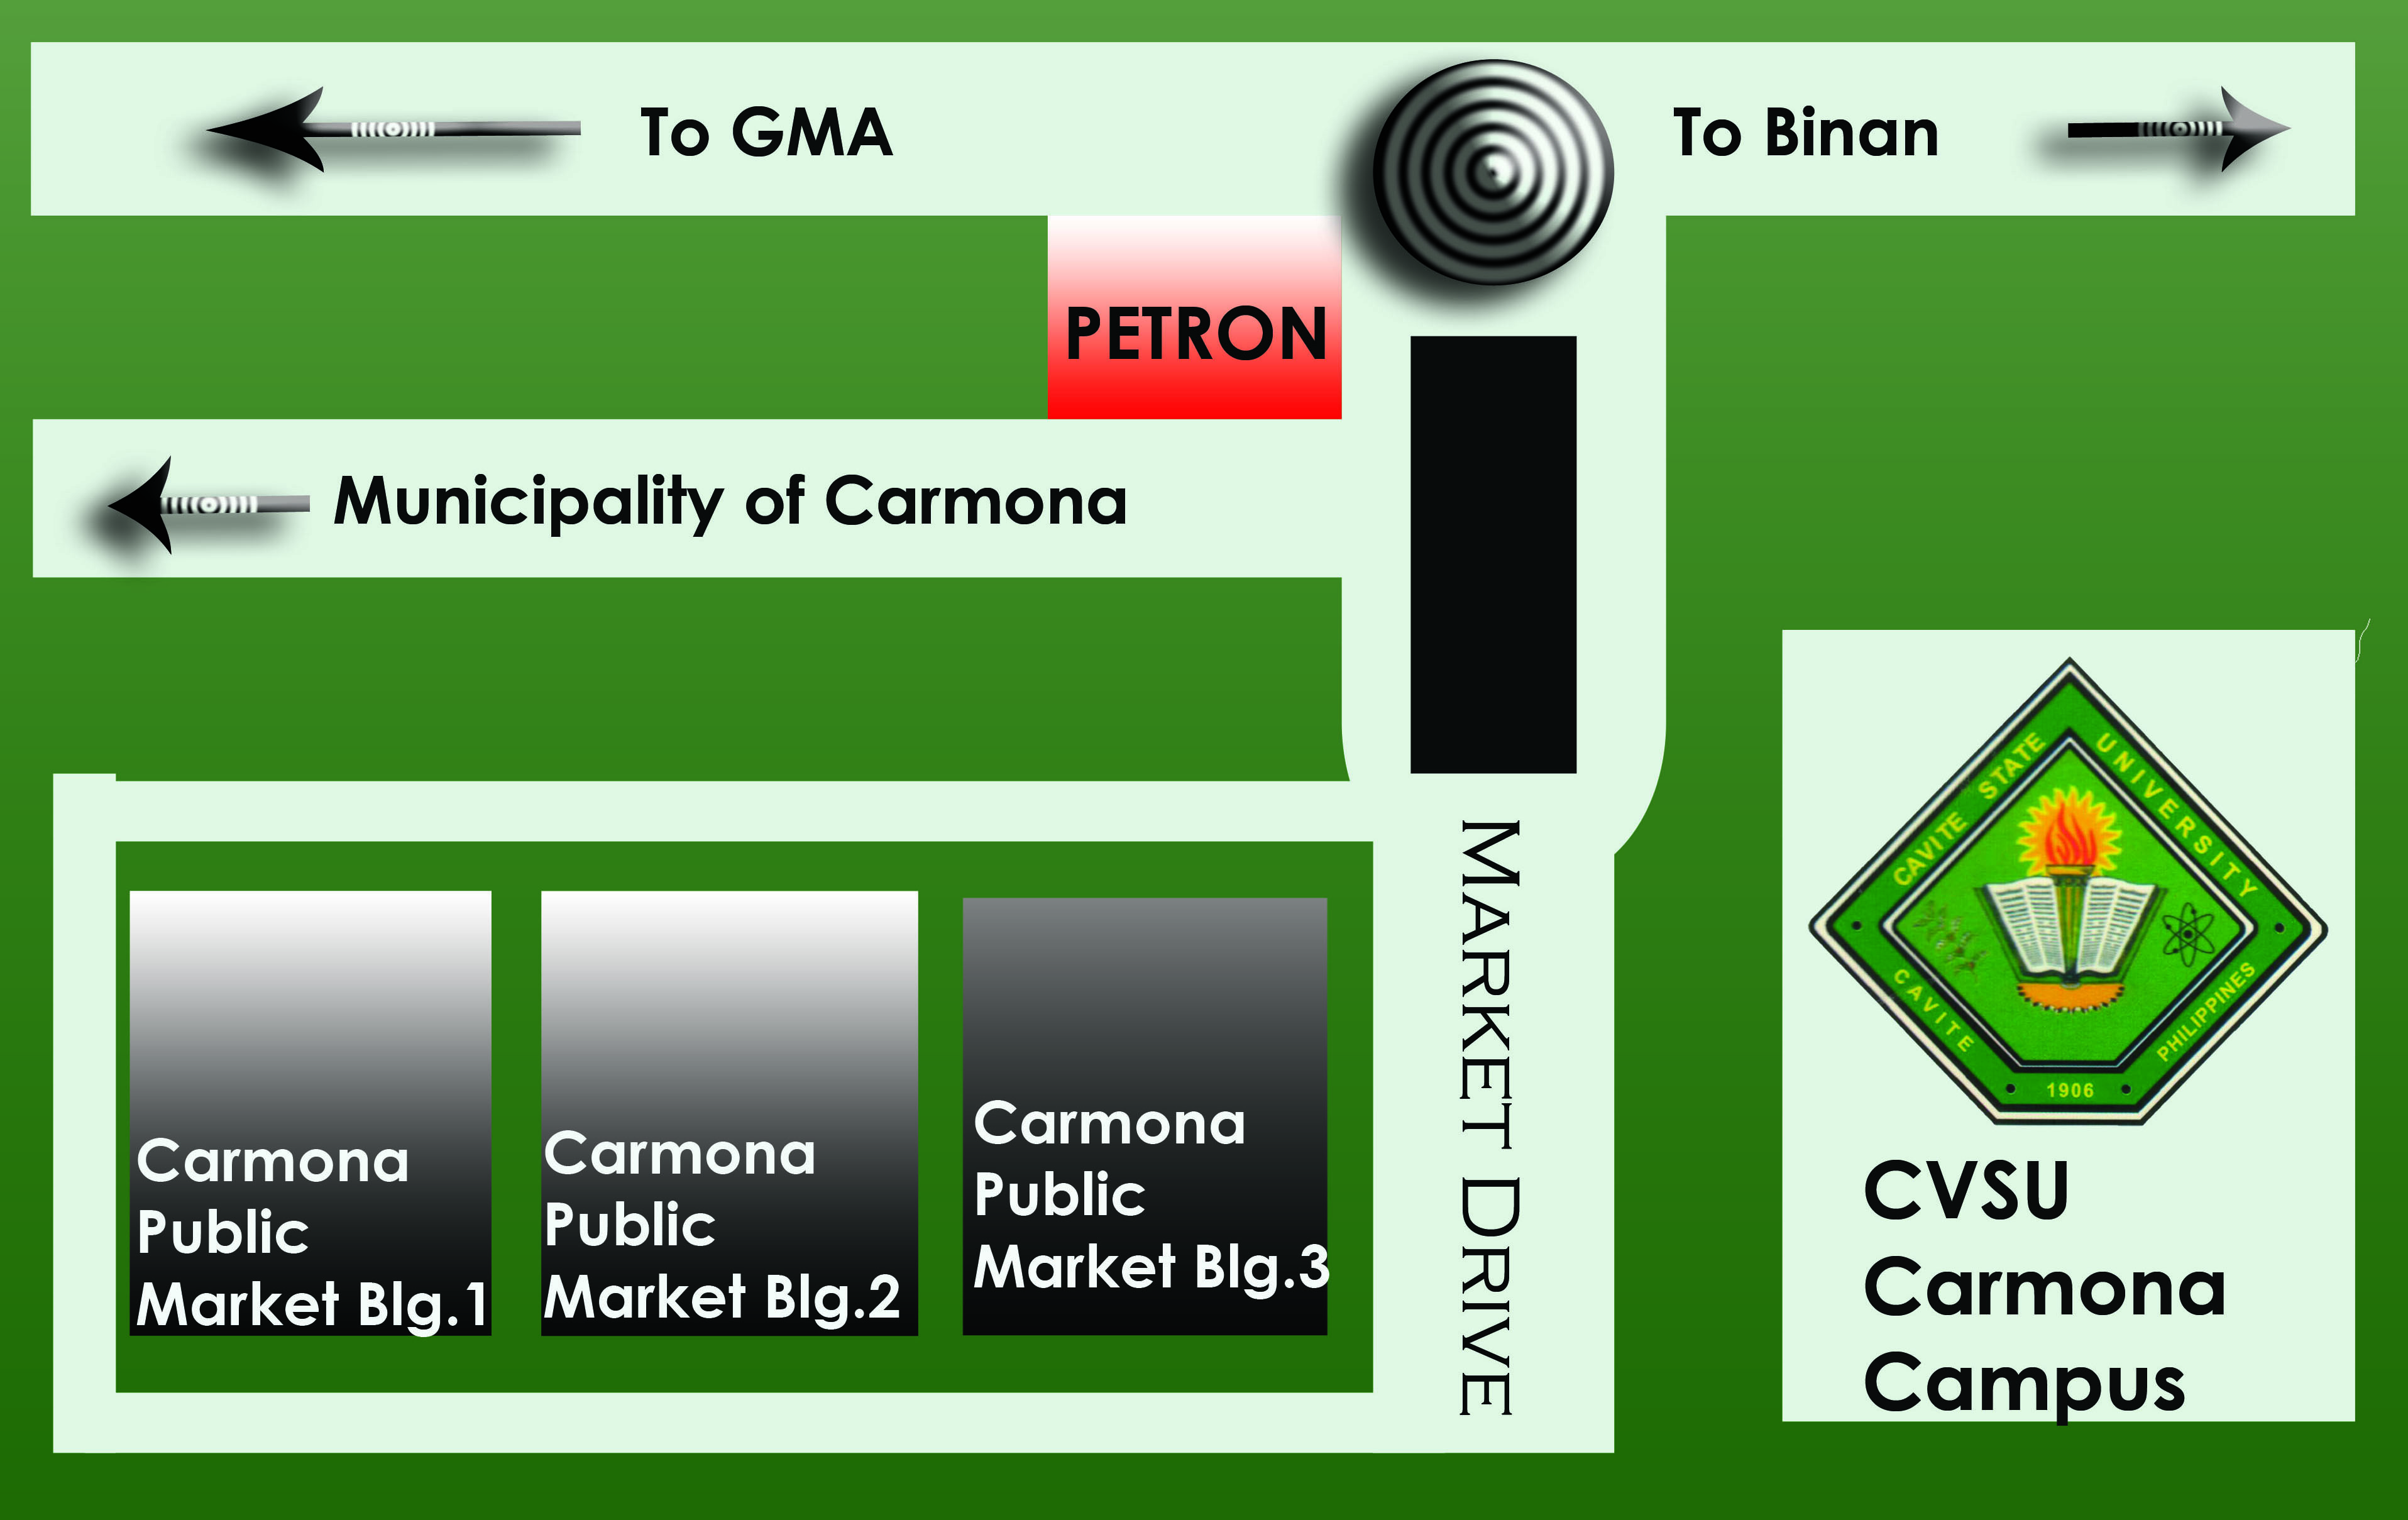 To GMA
To Binan
PETRON
Municipality of Carmona
MARKET DRIVE
Carmona
Public
Market Blg.1
Carmona
Public
Market Blg.2
Carmona
Public
Market Blg.3
CAVITE STATE UNIVERSITY
CAVITE
PHILIPPINES
1906
CVSU
Carmona
Campus